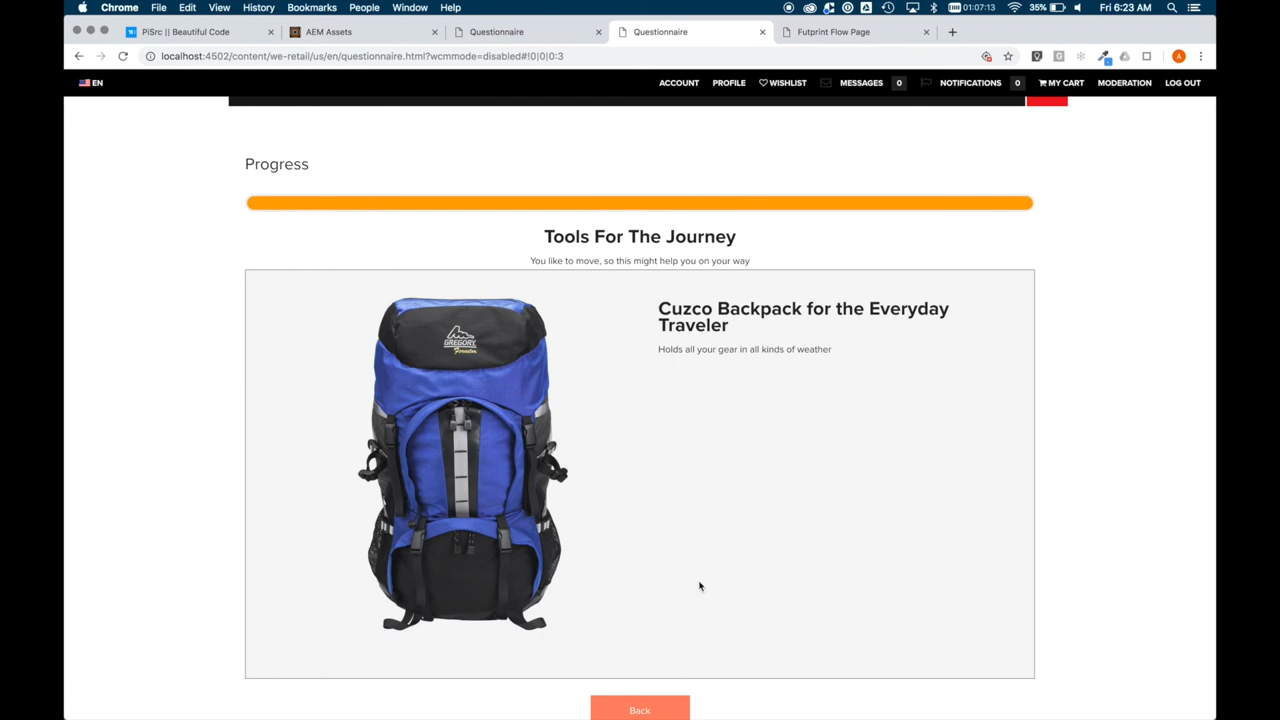 Chrome File Edit View History Bookmarks People Window Help 01:07:13 35% Fri 6:23 AM
PiSrc || Beautiful Code AEM Assets Questionnaire Questionnaire Futprint Flow Page
localhost:4502/content/we-retail/us/en/questionnaire.html?wcmmode=disabled#!0|0|0:3 A
EN ACCOUNT PROFILE WISHLIST MESSAGES 0 NOTIFICATIONS 0 MY CART MODERATION LOG OUT
Progress
Tools For The Journey
You like to move, so this might help you on your way
GREGORY
Forester
Cuzco Backpack for the Everyday
Traveler
Holds all your gear in all kinds of weather
Back